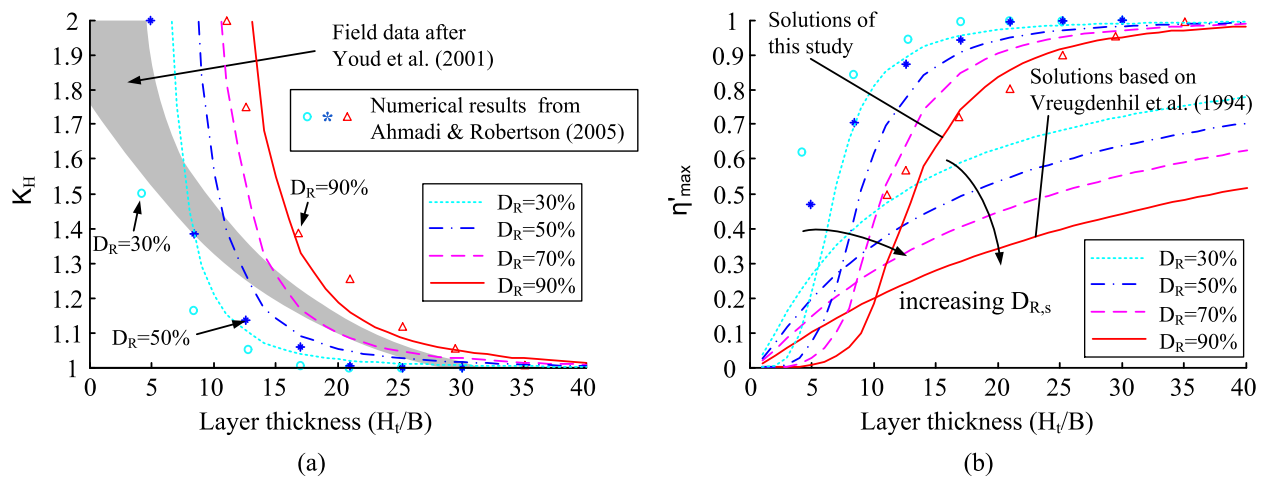 2
1.9
1.8
1.7
1.6
1.5
1.4
1.3
1.2
1.1
1
K_H
0
5
10
15
20
25
30
35
40
Layer thickness (H_t/B)
(a)
Field data after
Youd et al. (2001)
Numerical results from
Ahmadi & Robertson (2005)
D_R=90%
D_R=30%
D_R=50%
D_R=30%
D_R=50%
D_R=70%
D_R=90%
1
0.9
0.8
0.7
0.6
0.5
0.4
0.3
0.2
0.1
0
η'max
0
5
10
15
20
25
30
35
40
Layer thickness (H_t/B)
(b)
Solutions of
this study
Solutions based on
Vreugdenhil et al. (1994)
increasing D_R,s
D_R=30%
D_R=50%
D_R=70%
D_R=90%